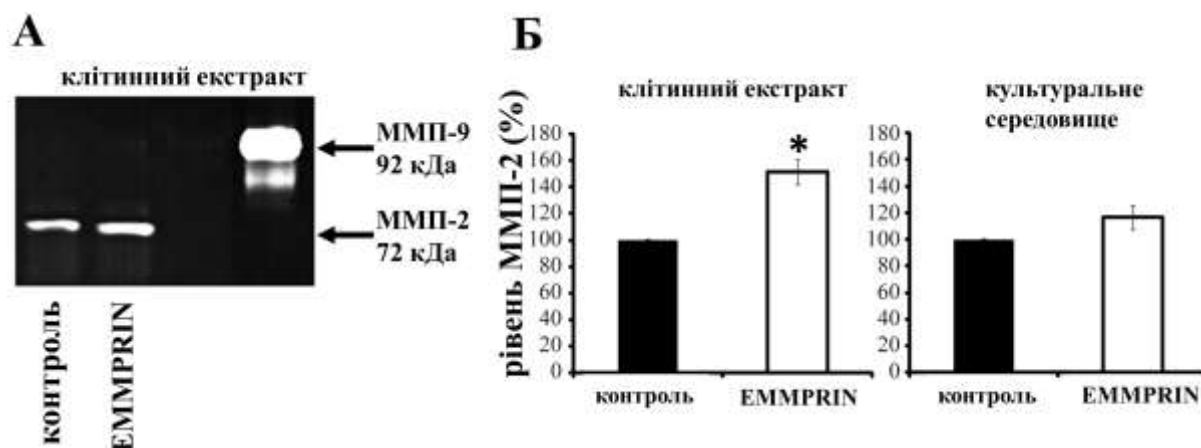 А
клітинний екстракт
ММП-9
92 кДа
ММП-2
72 кДа
контроль
EMMPRIN
Б
рівень ММП-2 (%)
клітинний екстракт
180
160
140
120
100
80
60
40
20
0
*
контроль
EMMPRIN
культуральне
середовище
180
160
140
120
100
80
60
40
20
0
контроль
EMMPRIN